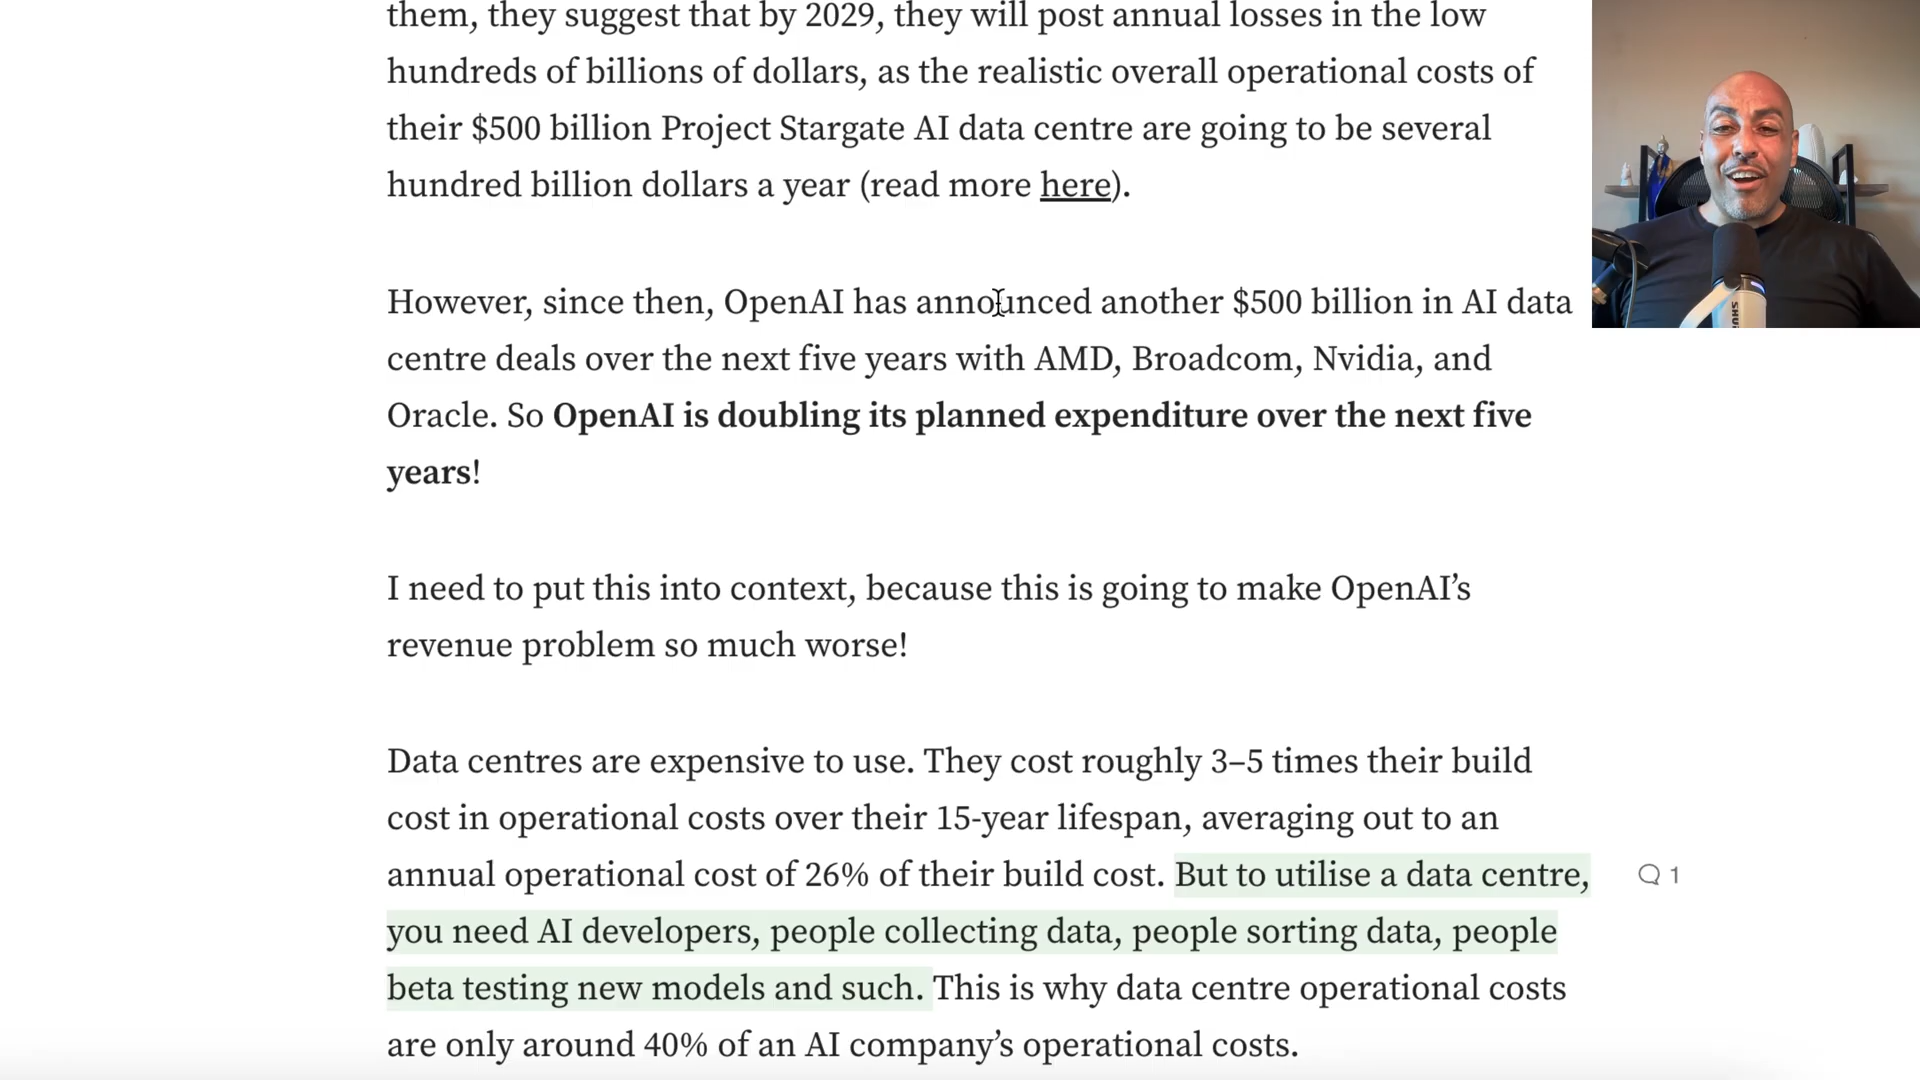 them, they suggest that by 2029, they will post annual losses in the low
hundreds of billions of dollars, as the realistic overall operational costs of
their $500 billion Project Stargate AI data centre are going to be several
hundred billion dollars a year (read more here).
However, since then, OpenAI has announced another $500 billion in AI data
centre deals over the next five years with AMD, Broadcom, Nvidia, and
Oracle. So OpenAI is doubling its planned expenditure over the next five
years!
I need to put this into context, because this is going to make OpenAI’s
revenue problem so much worse!
Data centres are expensive to use. They cost roughly 3–5 times their build
cost in operational costs over their 15-year lifespan, averaging out to an
annual operational cost of 26% of their build cost. But to utilise a data centre,
1
you need AI developers, people collecting data, people sorting data, people
beta testing new models and such. This is why data centre operational costs
are only around 40% of an AI company’s operational costs.